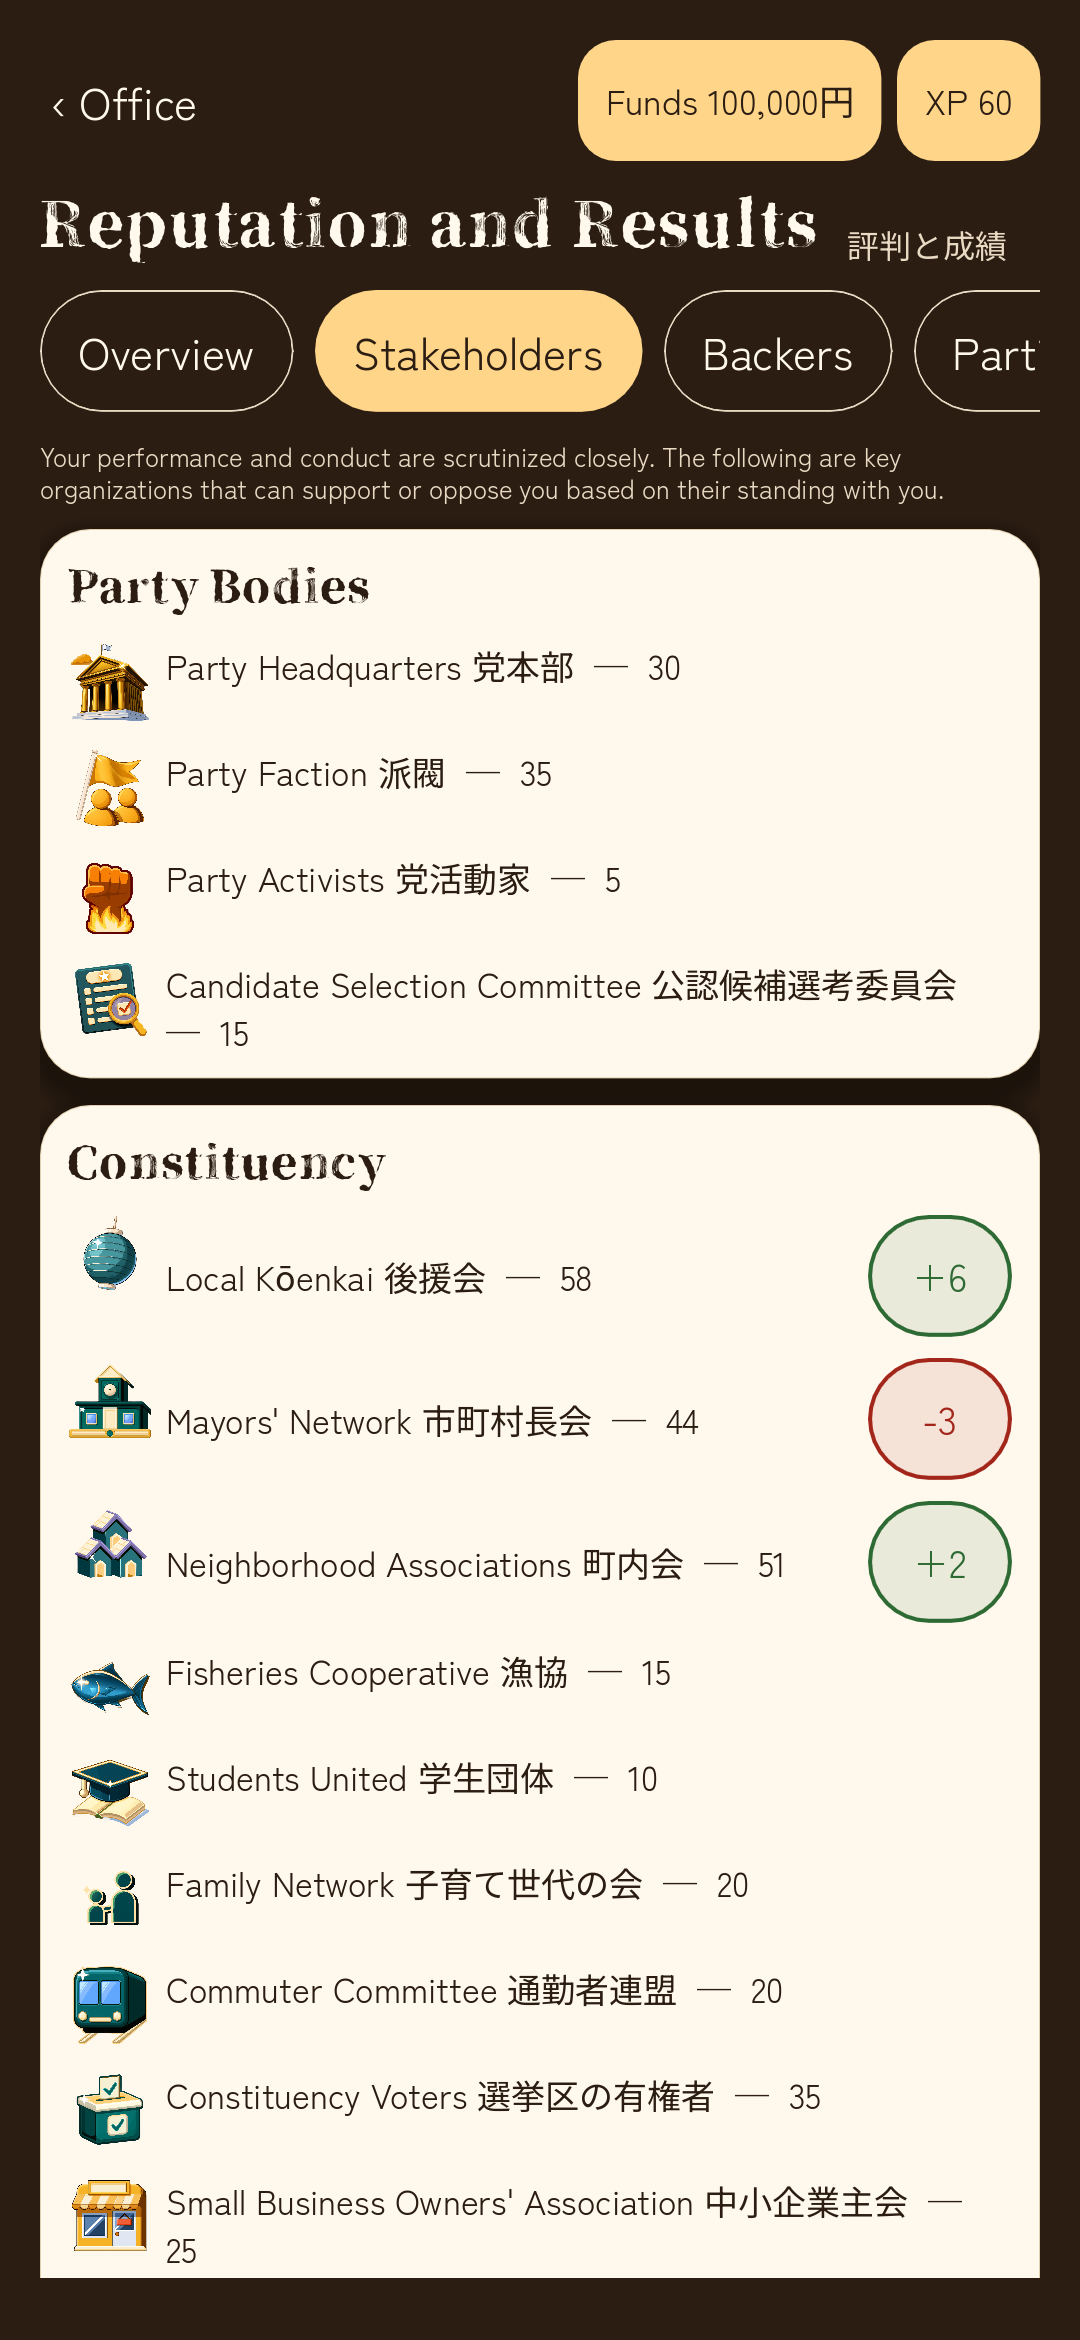 ‹ Office
Funds 100,000円
XP 60
Reputation and Results 評判と成績
Overview
Stakeholders
Backers
Your performance and conduct are scrutinized closely. The following are key
organizations that can support or oppose you based on their standing with you.
Party Bodies
Party Headquarters 党本部 — 30
Party Faction 派閥 — 35
Party Activists 党活動家 — 5
Candidate Selection Committee 公認候補選考委員会
— 15
Constituency
Local Kōenkai 後援会 — 58
+6
Mayors' Network 市町村長会 — 44
-3
Neighborhood Associations 町内会 — 51
+2
Fisheries Cooperative 漁協 — 15
Students United 学生団体 — 10
Family Network 子育て世代の会 — 20
Commuter Committee 通勤者連盟 — 20
Constituency Voters 選挙区の有権者 — 35
Small Business Owners' Association 中小企業主会 —
25